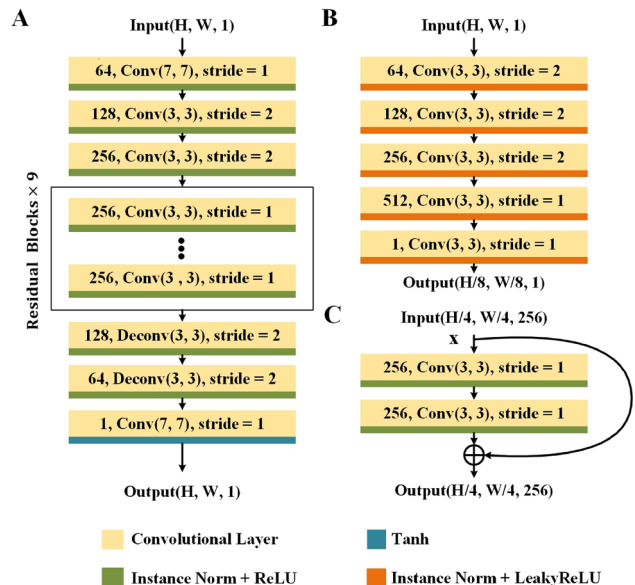 A
Input(H, W, 1)
64, Conv(7, 7), stride = 1
128, Conv(3, 3), stride = 2
256, Conv(3, 3), stride = 2
Residual Blocks × 9
256, Conv(3, 3), stride = 1
256, Conv(3 , 3), stride = 1
128, Deconv(3, 3), stride = 2
64, Deconv(3, 3), stride = 2
1, Conv(7, 7), stride = 1
Output(H, W, 1)
B
Input(H, W, 1)
64, Conv(3, 3), stride = 2
128, Conv(3, 3), stride = 2
256, Conv(3, 3), stride = 2
512, Conv(3, 3), stride = 1
1, Conv(3, 3), stride = 1
Output(H/8, W/8, 1)
C
Input(H/4, W/4, 256)
x
256, Conv(3, 3), stride = 1
256, Conv(3, 3), stride = 1
Output(H/4, W/4, 256)
Convolutional Layer
Tanh
Instance Norm + ReLU
Instance Norm + LeakyReLU